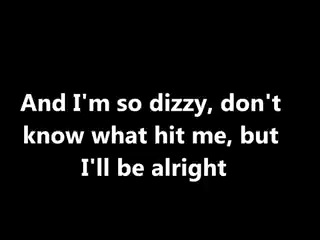 And I'm so dizzy, don't
know what hit me, but
I'll be alright